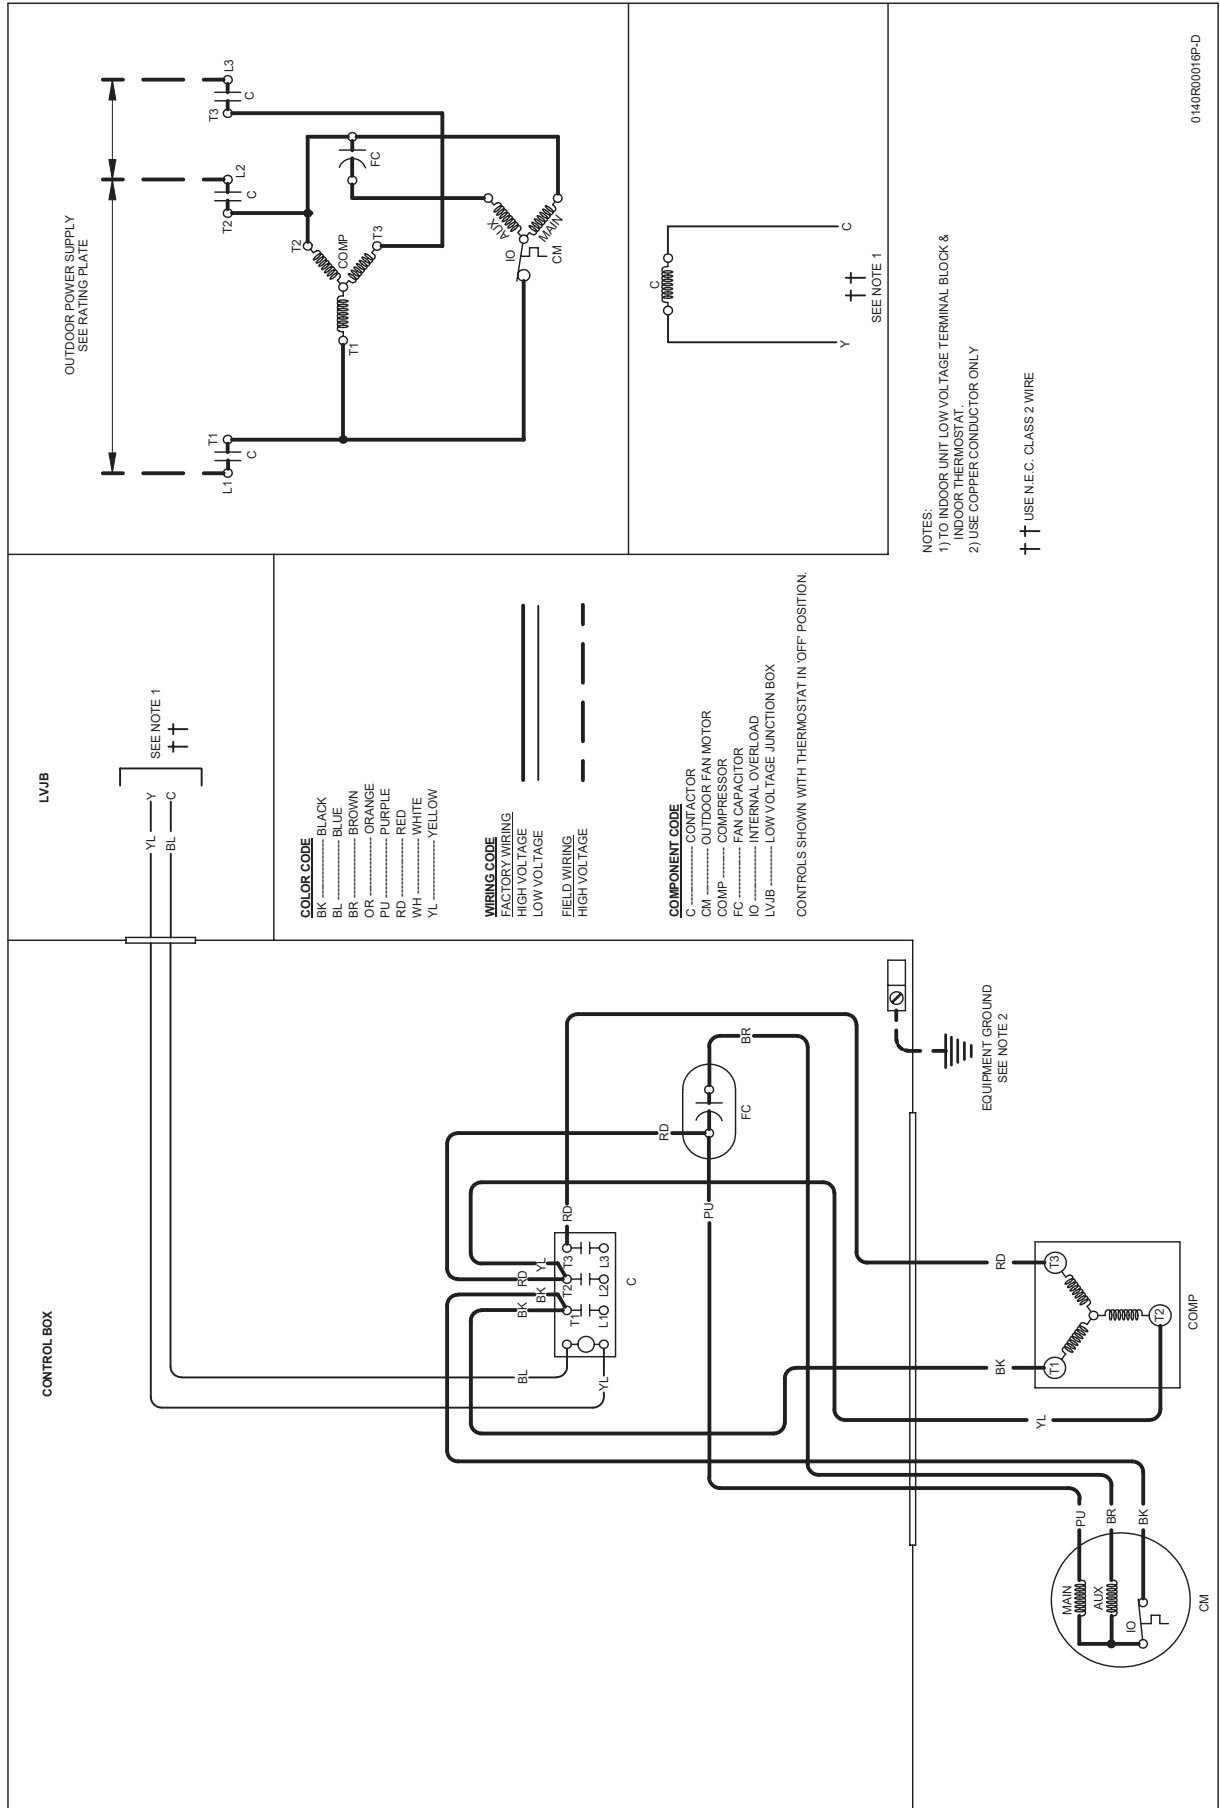 CONTROL BOX
YL
BL
BL
YL
BK
BK
RD
YL
RD
T1
T2
T3
L1
L2
L3
C
RD
PU
BR
FC
PU
BR
BK
MAIN
AUX
IO
CM
YL
BK
RD
T1
T2
T3
COMP
EQUIPMENT GROUND
SEE NOTE 2
LVJB
YL
Y
BL
C
SEE NOTE 1
††
COLOR CODE
BK ---------- BLACK
BL ---------- BLUE
BR ---------- BROWN
OR ---------- ORANGE
PU ---------- PURPLE
RD ---------- RED
WH ---------- WHITE
YL ---------- YELLOW
WIRING CODE
FACTORY WIRING
HIGH VOLTAGE
LOW VOLTAGE
FIELD WIRING
HIGH VOLTAGE
COMPONENT CODE
C ---------- CONTACTOR
CM ---------- OUTDOOR FAN MOTOR
COMP ---------- COMPRESSOR
FC ---------- FAN CAPACITOR
IO ---------- INTERNAL OVERLOAD
LVJB ---------- LOW VOLTAGE JUNCTION BOX
CONTROLS SHOWN WITH THERMOSTAT IN 'OFF' POSITION.
OUTDOOR POWER SUPPLY
SEE RATING PLATE
L1
T1
C
T2
L2
C
T3
L3
C
T1
T2
COMP
T3
FC
AUX
IO
MAIN
CM
C
Y
C
††
SEE NOTE 1
NOTES:
1) TO INDOOR UNIT LOW VOLTAGE TERMINAL BLOCK &
INDOOR THERMOSTAT.
2) USE COPPER CONDUCTOR ONLY
†† USE N.E.C. CLASS 2 WIRE
0140R00016P-D